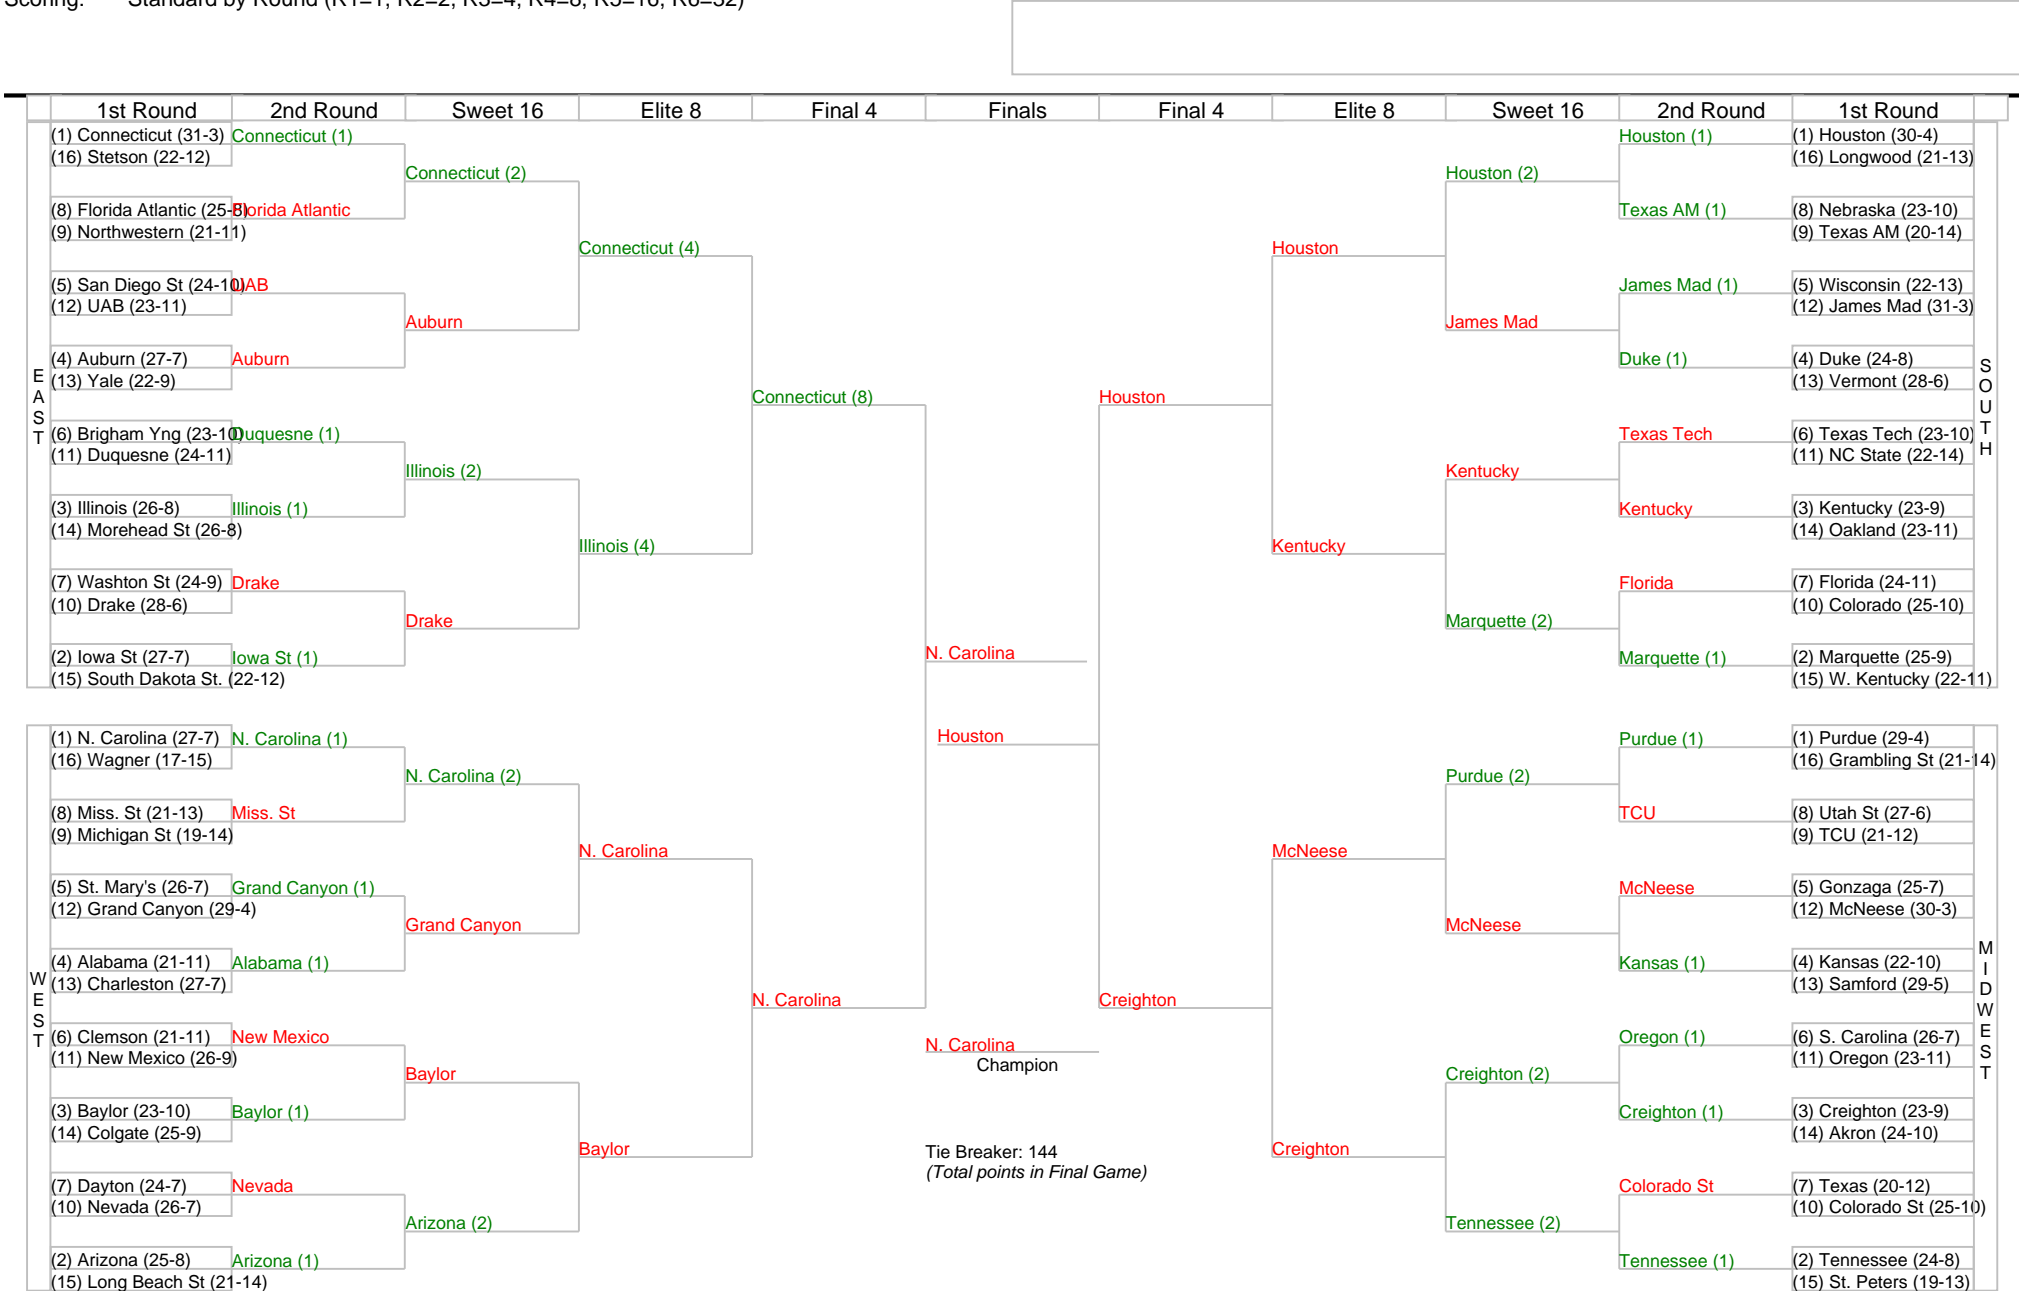 Scoring: Standard by Round (R1=1, R2=2, R3=4, R4=8, R5=16, R6=32)
1st Round 2nd Round Sweet 16 Elite 8 Final 4 Finals Final 4 Elite 8 Sweet 16 2nd Round 1st Round
EAST
(1) Connecticut (31-3)
(16) Stetson (22-12)
(8) Florida Atlantic (25-8)
(9) Northwestern (21-11)
(5) San Diego St (24-10)
(12) UAB (23-11)
(4) Auburn (27-7)
(13) Yale (22-9)
(6) Brigham Yng (23-10)
(11) Duquesne (24-11)
(3) Illinois (26-8)
(14) Morehead St (26-8)
(7) Washton St (24-9)
(10) Drake (28-6)
(2) Iowa St (27-7)
(15) South Dakota St. (22-12)
Connecticut (1)
Florida Atlantic
UAB
Auburn
Duquesne (1)
Illinois (1)
Drake
Iowa St (1)
Connecticut (2)
Auburn
Illinois (2)
Drake
Connecticut (4)
Illinois (4)
Connecticut (8)
WEST
(1) N. Carolina (27-7)
(16) Wagner (17-15)
(8) Miss. St (21-13)
(9) Michigan St (19-14)
(5) St. Mary's (26-7)
(12) Grand Canyon (29-4)
(4) Alabama (21-11)
(13) Charleston (27-7)
(6) Clemson (21-11)
(11) New Mexico (26-9)
(3) Baylor (23-10)
(14) Colgate (25-9)
(7) Dayton (24-7)
(10) Nevada (26-7)
(2) Arizona (25-8)
(15) Long Beach St (21-14)
N. Carolina (1)
Miss. St
Grand Canyon (1)
Alabama (1)
New Mexico
Baylor (1)
Nevada
Arizona (1)
N. Carolina (2)
Grand Canyon
Baylor
Arizona (2)
N. Carolina
Baylor
N. Carolina
N. Carolina
Houston
N. Carolina
Champion
Tie Breaker: 144
(Total points in Final Game)
Houston
Houston
Kentucky
Houston (2)
James Mad
Kentucky
Marquette (2)
Houston (1)
Texas AM (1)
James Mad (1)
Duke (1)
Texas Tech
Kentucky
Florida
Marquette (1)
(1) Houston (30-4)
(16) Longwood (21-13)
(8) Nebraska (23-10)
(9) Texas AM (20-14)
(5) Wisconsin (22-13)
(12) James Mad (31-3)
(4) Duke (24-8)
(13) Vermont (28-6)
(6) Texas Tech (23-10)
(11) NC State (22-14)
(3) Kentucky (23-9)
(14) Oakland (23-11)
(7) Florida (24-11)
(10) Colorado (25-10)
(2) Marquette (25-9)
(15) W. Kentucky (22-11)
SOUTH
Creighton
McNeese
Creighton
Purdue (2)
McNeese
Creighton (2)
Tennessee (2)
Purdue (1)
TCU
McNeese
Kansas (1)
Oregon (1)
Creighton (1)
Colorado St
Tennessee (1)
(1) Purdue (29-4)
(16) Grambling St (21-14)
(8) Utah St (27-6)
(9) TCU (21-12)
(5) Gonzaga (25-7)
(12) McNeese (30-3)
(4) Kansas (22-10)
(13) Samford (29-5)
(6) S. Carolina (26-7)
(11) Oregon (23-11)
(3) Creighton (23-9)
(14) Akron (24-10)
(7) Texas (20-12)
(10) Colorado St (25-10)
(2) Tennessee (24-8)
(15) St. Peters (19-13)
MIDWEST